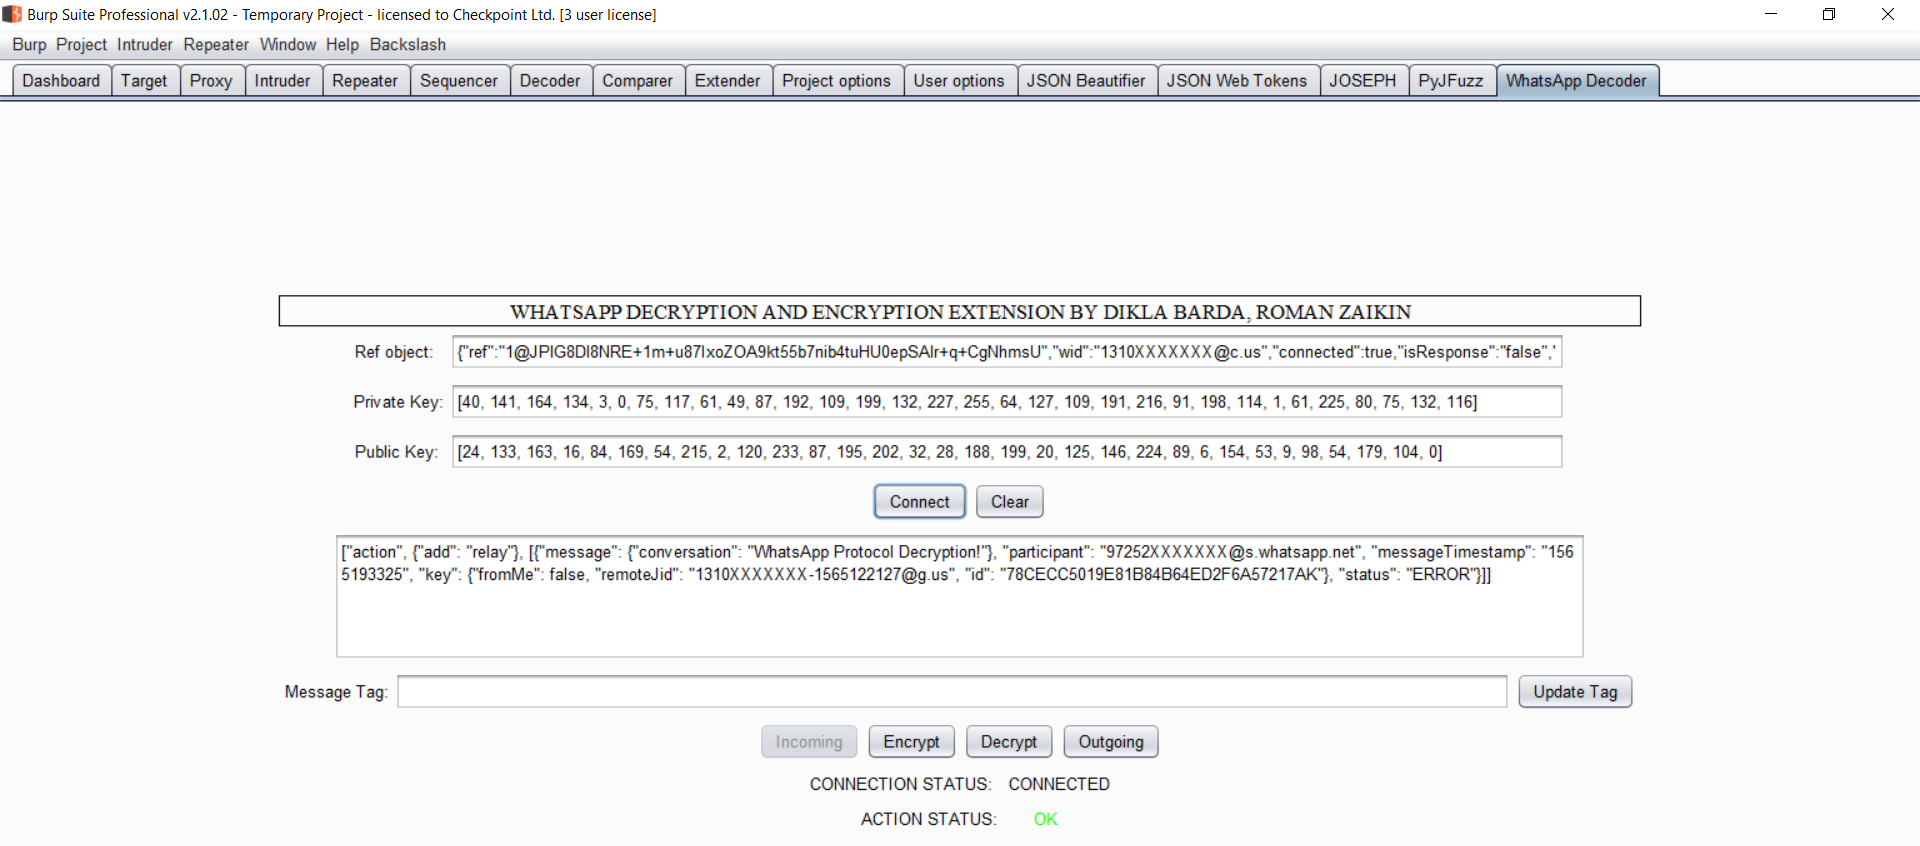 Burp Suite Professional v2.1.02 - Temporary Project - licensed to Checkpoint Ltd. [3 user license]
Burp Project Intruder Repeater Window Help Backslash
Dashboard Target Proxy Intruder Repeater Sequencer Decoder Comparer Extender Project options User options JSON Beautifier JSON Web Tokens JOSEPH PyJFuzz WhatsApp Decoder
WHATSAPP DECRYPTION AND ENCRYPTION EXTENSION BY DIKLA BARDA, ROMAN ZAIKIN
Ref object: {"ref":"1@JPIG8DI8NRE+1m+u87IxoZOA9kt55b7nib4tuHU0epSAIr+q+CgNhmsU","wid":"1310XXXXXXX@c.us","connected":true,"isResponse":"false",'
Private Key: [40, 141, 164, 134, 3, 0, 75, 117, 61, 49, 87, 192, 109, 199, 132, 227, 255, 64, 127, 109, 191, 216, 91, 198, 114, 1, 61, 225, 80, 75, 132, 116]
Public Key: [24, 133, 163, 16, 84, 169, 54, 215, 2, 120, 233, 87, 195, 202, 32, 28, 188, 199, 20, 125, 146, 224, 89, 6, 154, 53, 9, 98, 54, 179, 104, 0]
Connect Clear
["action", {"add": "relay"}, [{"message": {"conversation": "WhatsApp Protocol Decryption!"}, "participant": "97252XXXXXXX@s.whatsapp.net", "messageTimestamp": "156
5193325", "key": {"fromMe": false, "remoteJid": "1310XXXXXXX-1565122127@g.us", "id": "78CECC5019E81B84B64ED2F6A57217AK"}, "status": "ERROR"}]]
Message Tag: Update Tag
Incoming Encrypt Decrypt Outgoing
CONNECTION STATUS: CONNECTED
ACTION STATUS: OK